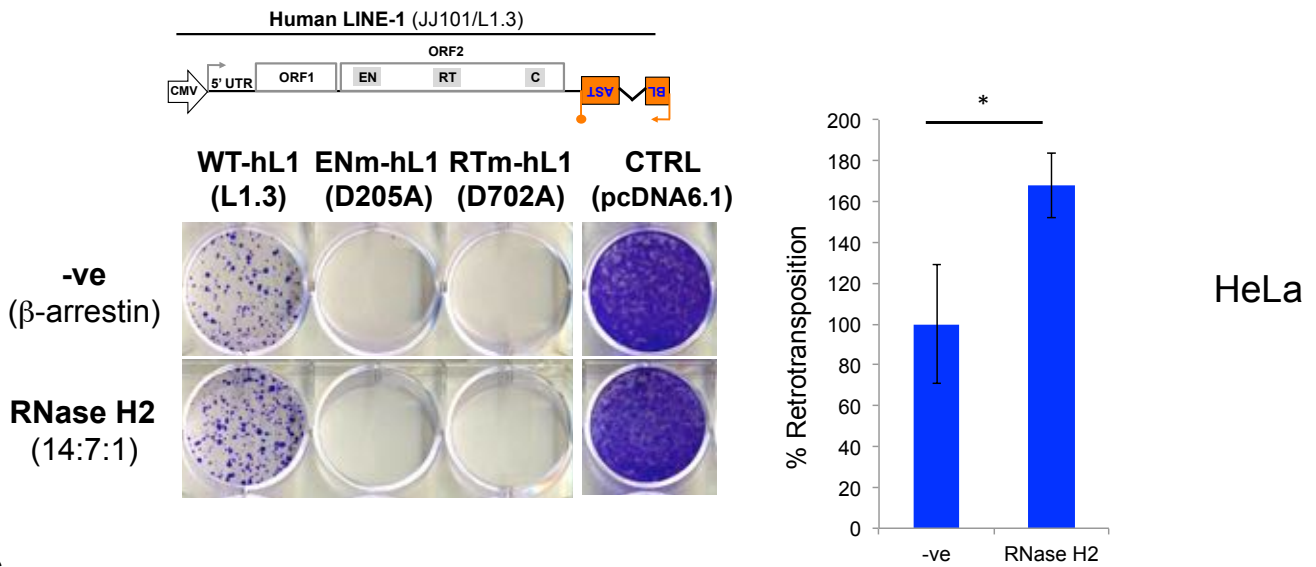 Human LINE-1 (JJ101/L1.3)
ORF2
CMV 5' UTR ORF1 EN RT C
AST BL
WT-hL1 ENm-hL1 RTm-hL1 CTRL
(L1.3) (D205A) (D702A) (pcDNA6.1)
-ve
(β-arrestin)
RNase H2
(14:7:1)
*
% Retrotransposition
200
180
160
140
120
100
80
60
40
20
0
-ve RNase H2
HeLa